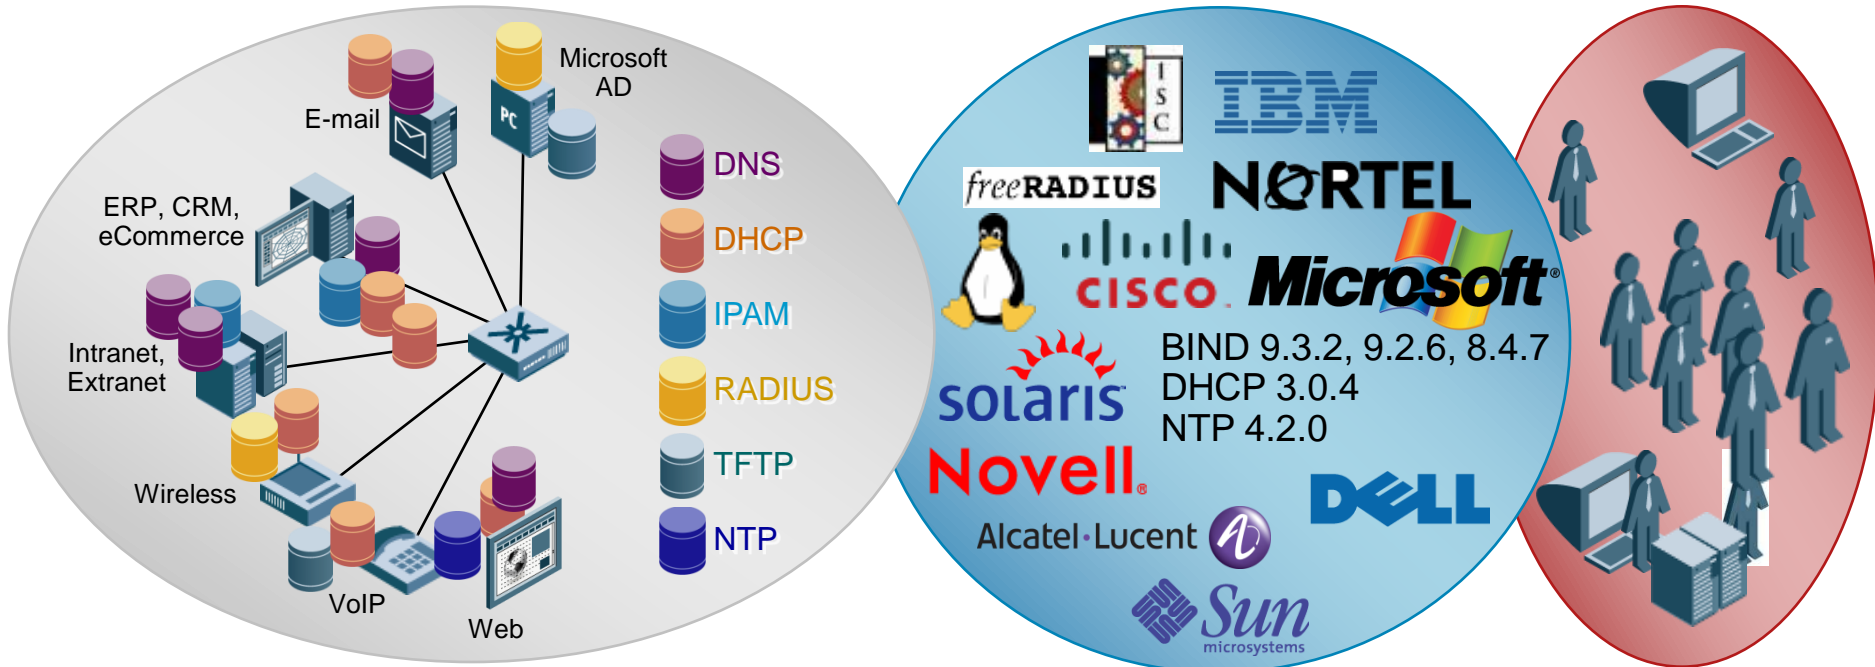 Microsoft
AD
E-mail
PC
ERP, CRM,
eCommerce
Intranet,
Extranet
Wireless
VoIP
Web
DNS
DHCP
IPAM
RADIUS
TFTP
NTP
I
S
C
IBM
freeRADIUS
NORTEL
CISCO
Microsoft®
solaris™
BIND 9.3.2, 9.2.6, 8.4.7
DHCP 3.0.4
NTP 4.2.0
Novell®
DELL
Alcatel·Lucent
Sun
microsystems